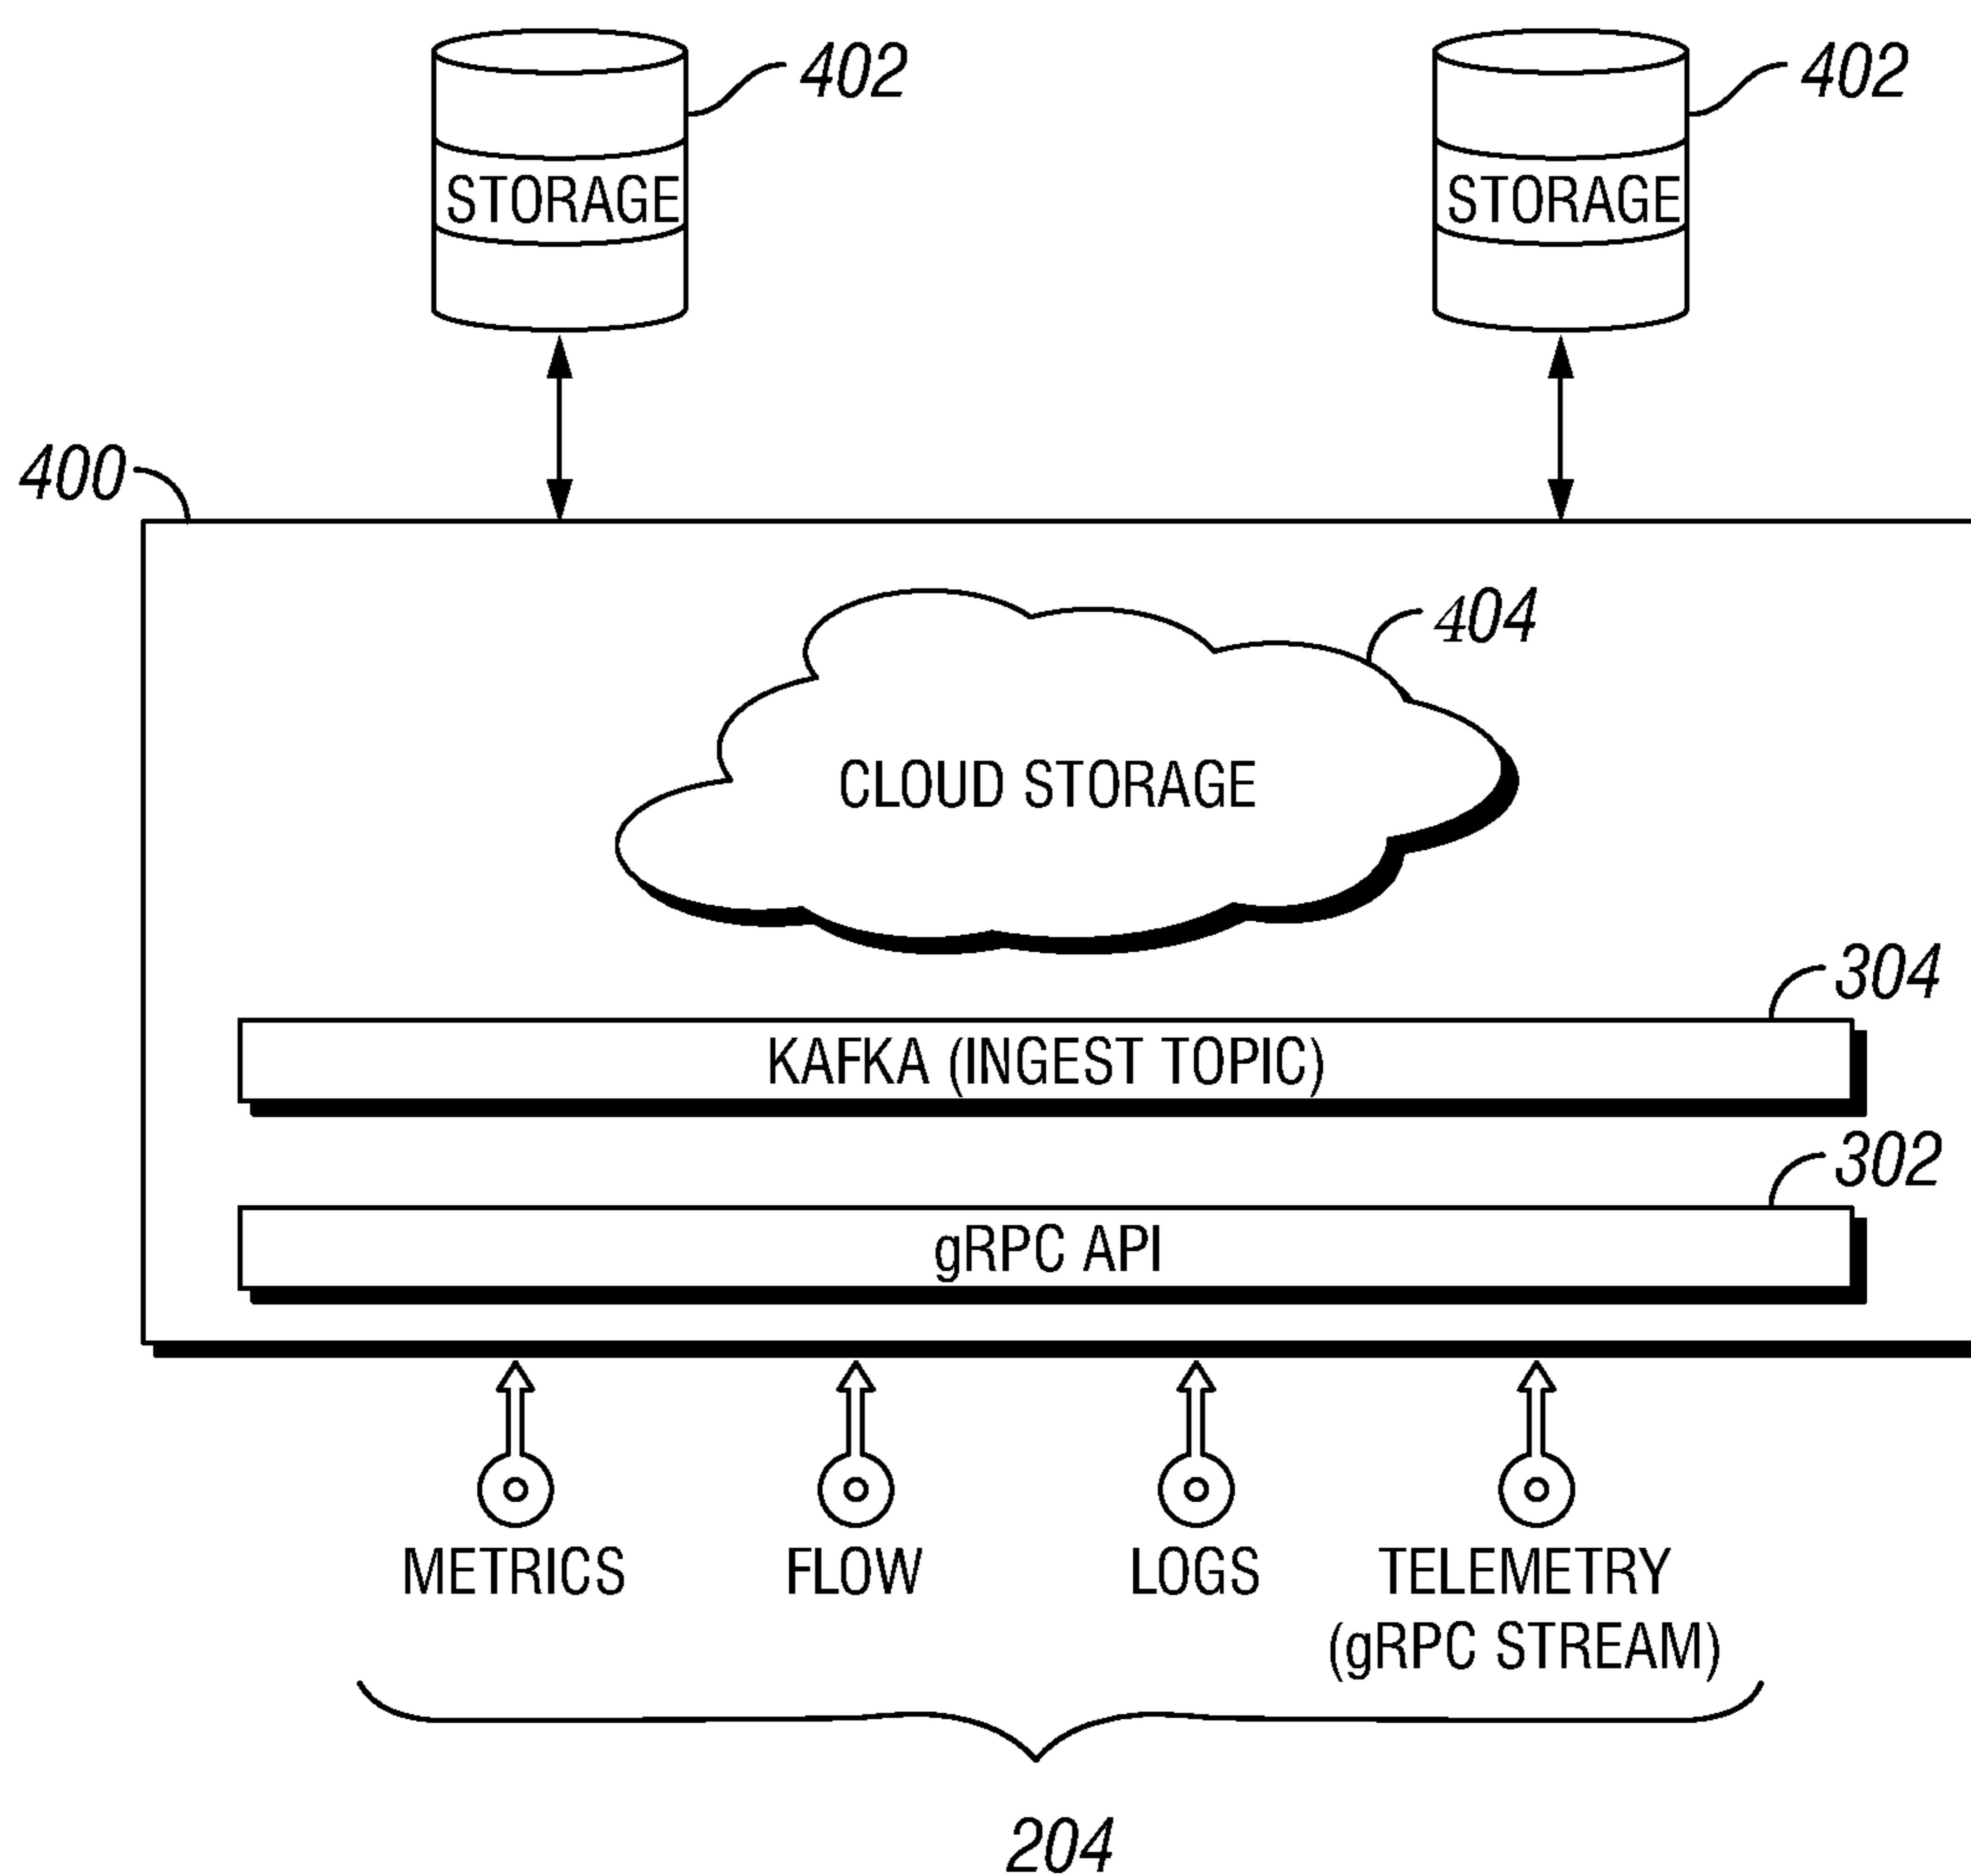 402
402
STORAGE
STORAGE
400
404
CLOUD STORAGE
304
KAFKA (INGEST TOPIC)
302
gRPC API
METRICS
FLOW
LOGS
TELEMETRY
(gRPC STREAM)
204